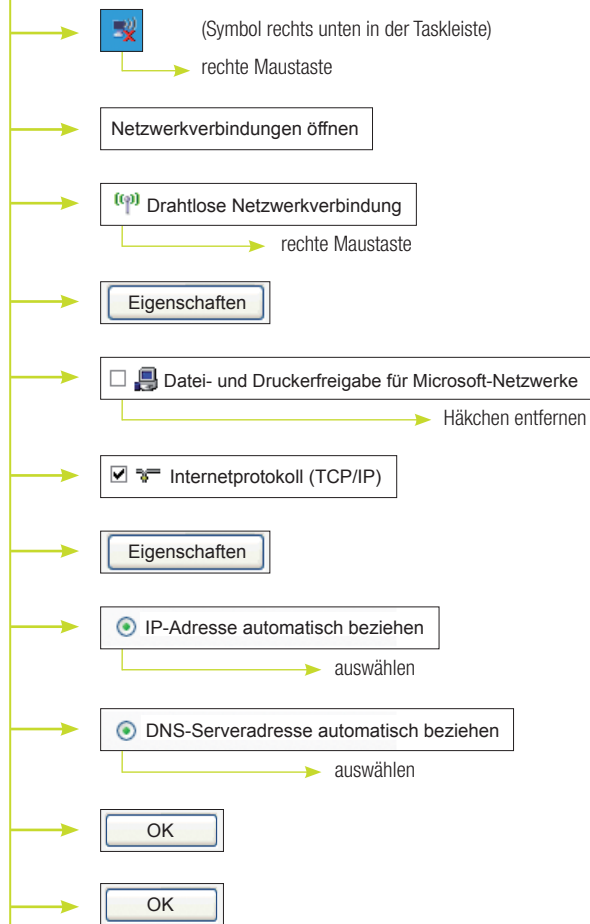 (Symbol rechts unten in der Taskleiste)
rechte Maustaste
Netzwerkverbindungen öffnen
Drahtlose Netzwerkverbindung
rechte Maustaste
Eigenschaften
Datei- und Druckerfreigabe für Microsoft-Netzwerke
Häkchen entfernen
Internetprotokoll (TCP/IP)
Eigenschaften
IP-Adresse automatisch beziehen
auswählen
DNS-Serveradresse automatisch beziehen
auswählen
OK
OK